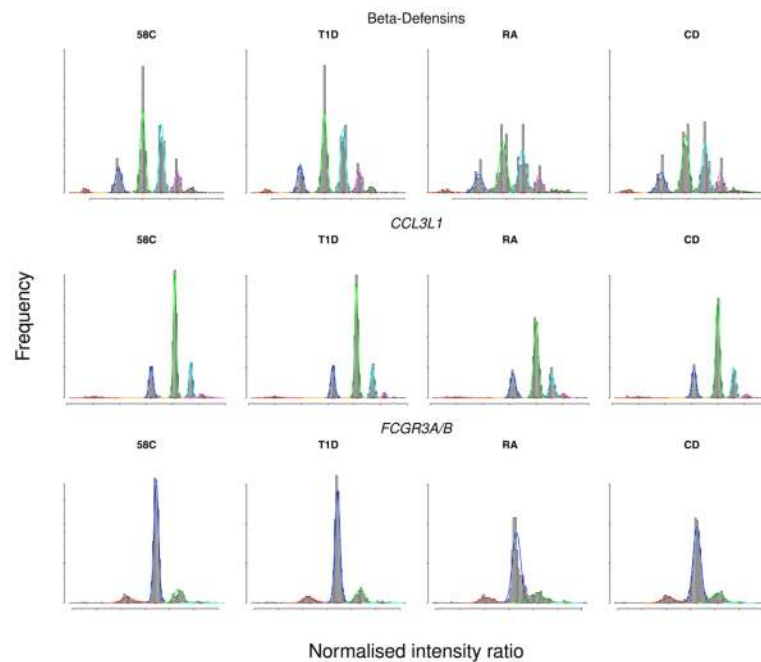 Beta-Defensins
58C T1D RA CD
CCL3L1
58C T1D RA CD
Frequency
FCGR3A/B
58C T1D RA CD
Normalised intensity ratio